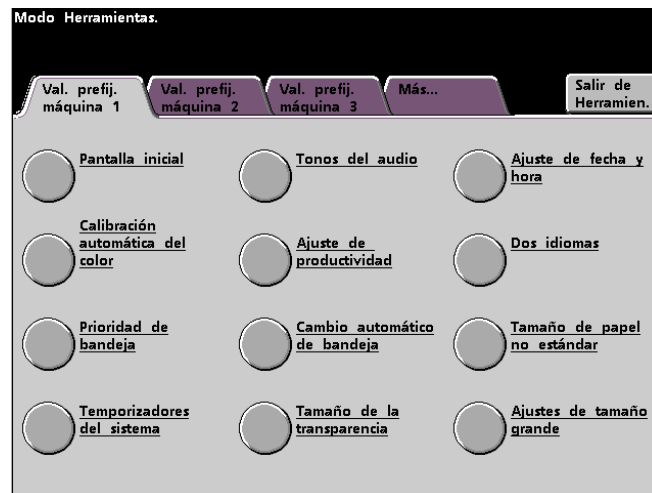 Modo Herramientas.
Val. prefij.
máquina 1
Val. prefij.
máquina 2
Val. prefij.
máquina 3
Más...
Salir de
Herramien.
Pantalla inicial
Tonos del audio
Ajuste de fecha y
hora
Calibración
automática del
color
Ajuste de
productividad
Dos idiomas
Prioridad de
bandeja
Cambio automático
de bandeja
Tamaño de papel
no estándar
Temporizadores
del sistema
Tamaño de la
transparencia
Ajustes de tamaño
grande